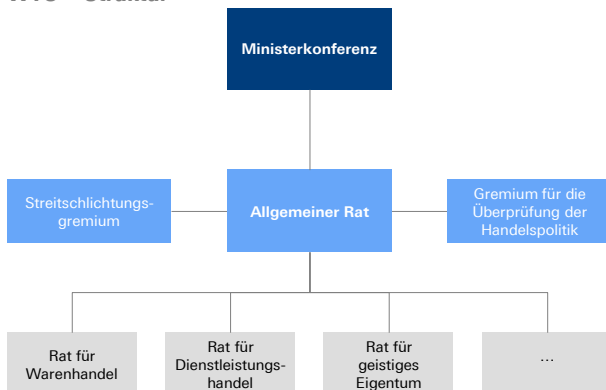 Ministerkonferenz
Streitschlichtungs-
gremium
Allgemeiner Rat
Gremium für die
Überprüfung der
Handelspolitik
Rat für
Warenhandel
Rat für
Dienstleistungs-
handel
Rat für
geistiges
Eigentum
...